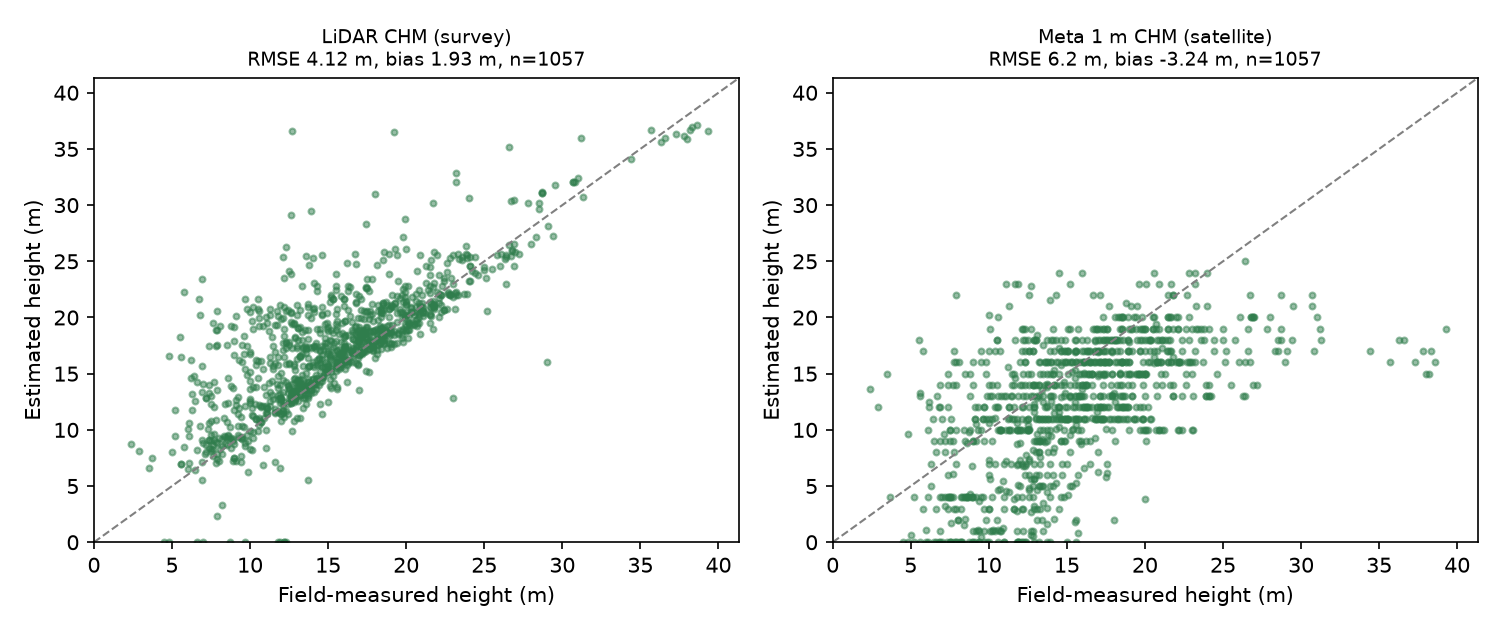 LiDAR CHM (survey)
RMSE 4.12 m, bias 1.93 m, n=1057
40
35
30
25
20
15
10
5
0
Estimated height (m)
0 5 10 15 20 25 30 35 40
Field-measured height (m)
Meta 1 m CHM (satellite)
RMSE 6.2 m, bias -3.24 m, n=1057
40
35
30
25
20
15
10
5
0
Estimated height (m)
0 5 10 15 20 25 30 35 40
Field-measured height (m)